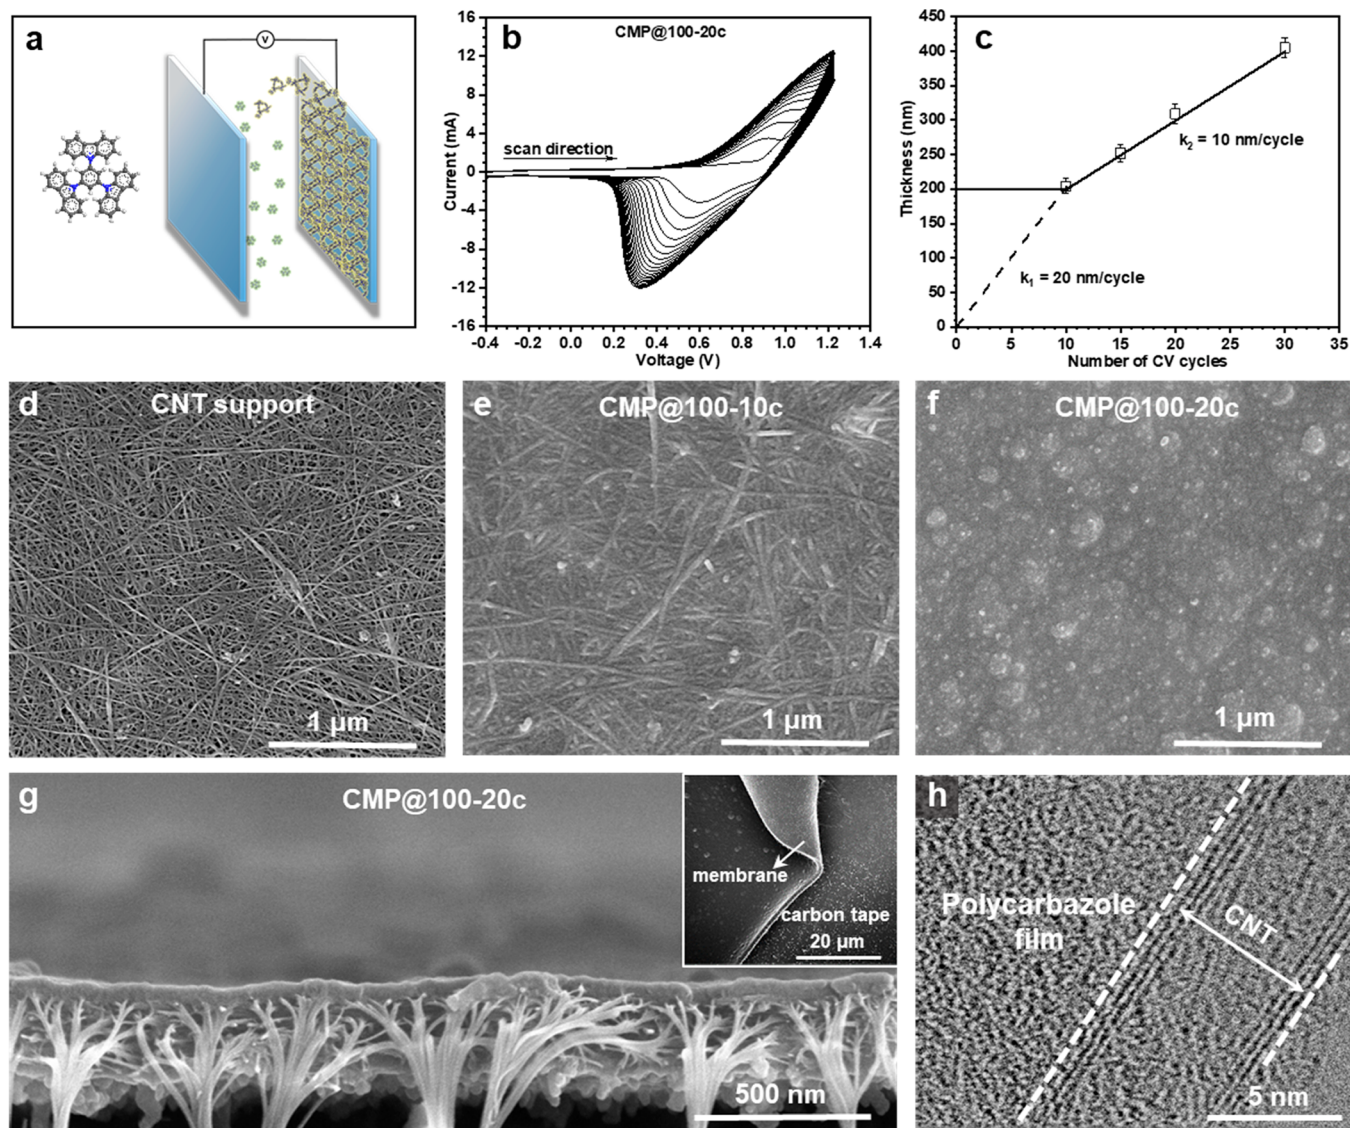 a
V
b
CMP@100-20c
16
12
8
4
0
-4
-8
-12
-16
Current (mA)
scan direction
-0.4 -0.2 0.0 0.2 0.4 0.6 0.8 1.0 1.2 1.4
Voltage (V)
c
450
400
350
300
250
200
150
100
50
0
Thickness (nm)
k₂ = 10 nm/cycle
k₁ = 20 nm/cycle
0 5 10 15 20 25 30 35
Number of CV cycles
d
CNT support
1 μm
e
CMP@100-10c
1 μm
f
CMP@100-20c
1 μm
g
CMP@100-20c
membrane
carbon tape
20 μm
500 nm
h
Polycarbazole
film
CNT
5 nm